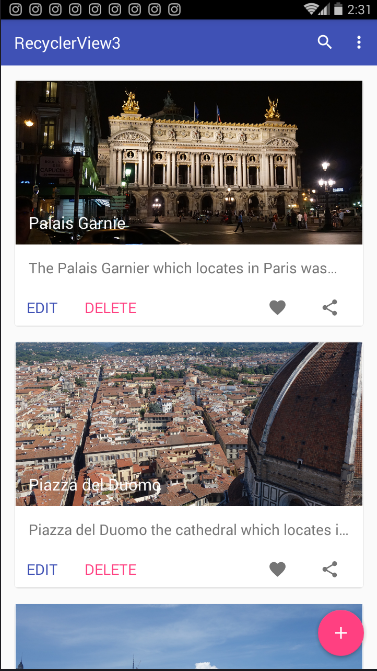 2:31
RecyclerView3
Palais Garnie
The Palais Garnier which locates in Paris was...
EDIT
DELETE
Piazza del Duomo
Piazza del Duomo the cathedral which locates i...
EDIT
DELETE